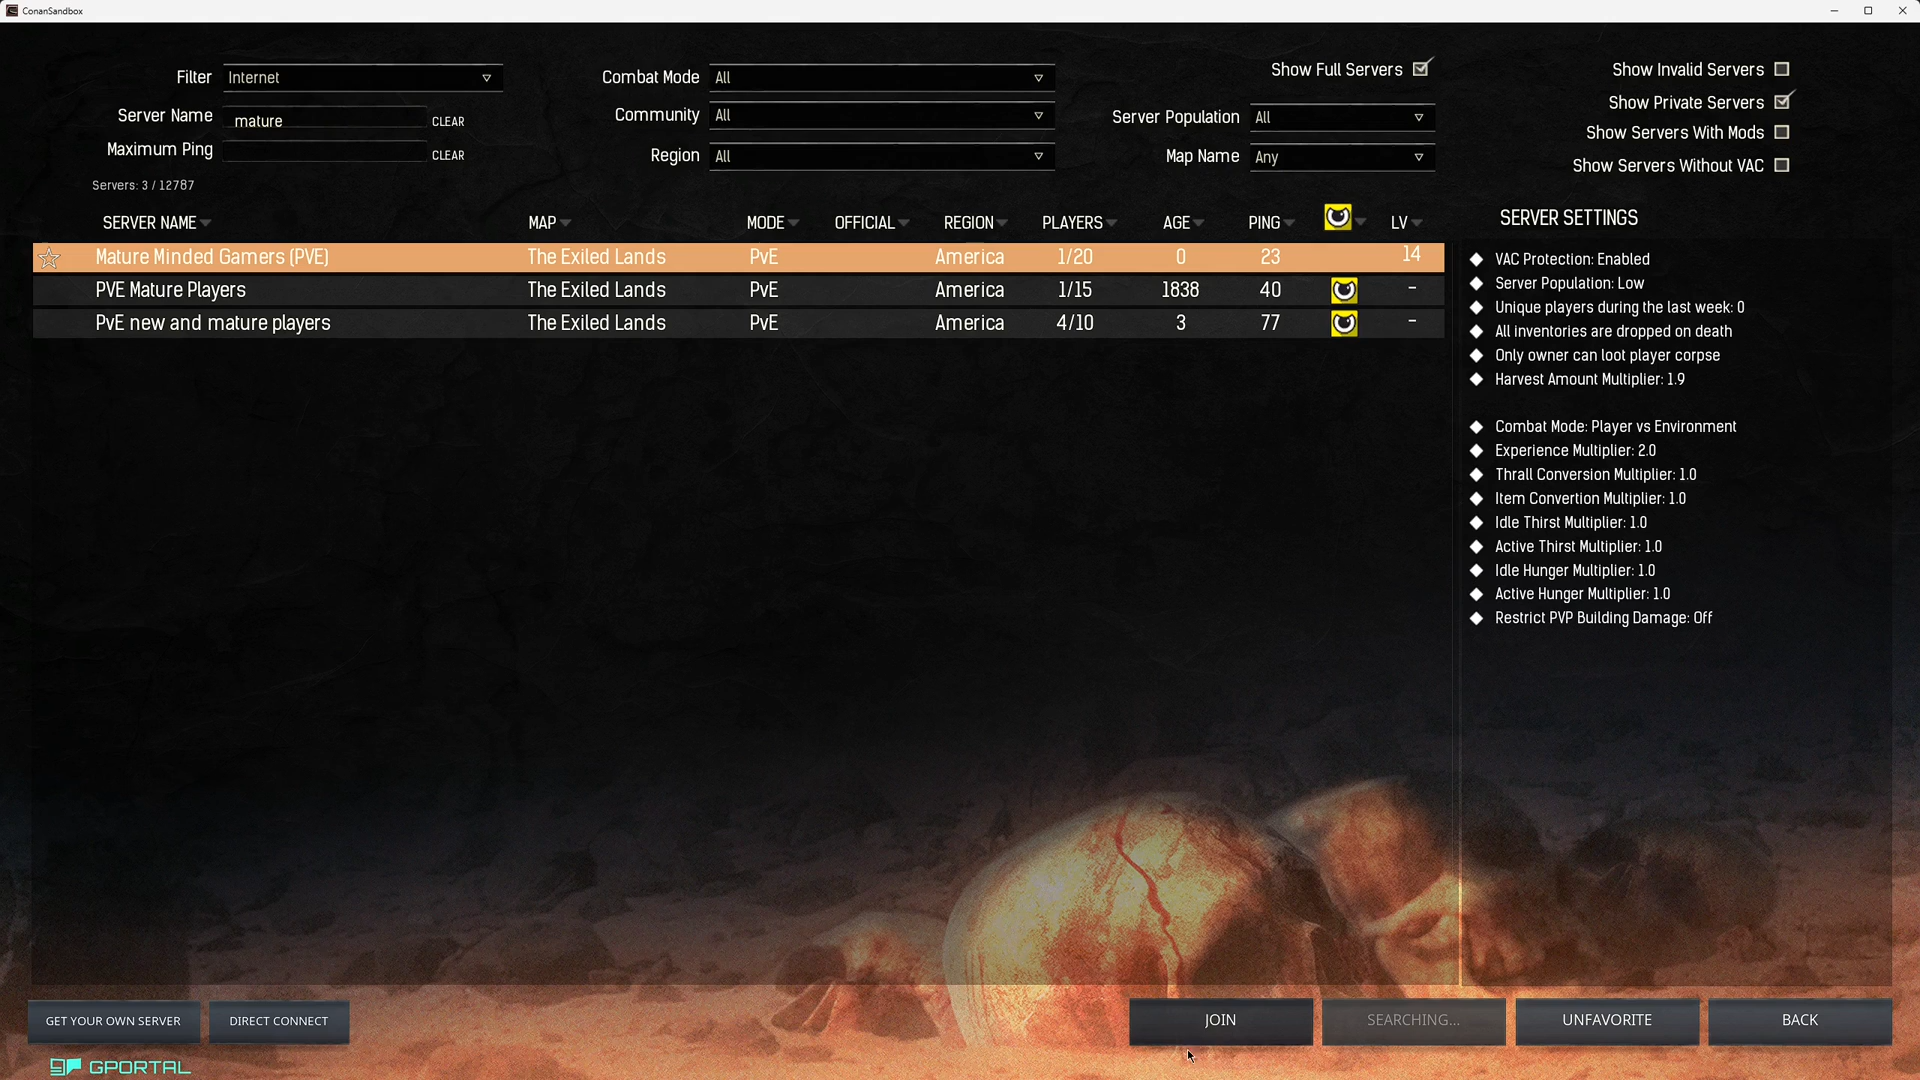 ConanSandbox
Filter Internet
Server Name mature CLEAR
Maximum Ping CLEAR
Servers: 3 / 12787
Combat Mode All
Community All
Region All
Show Full Servers
Server Population All
Map Name Any
Show Invalid Servers
Show Private Servers
Show Servers With Mods
Show Servers Without VAC
SERVER NAME MAP MODE OFFICIAL REGION PLAYERS AGE PING LV
Mature Minded Gamers (PVE) The Exiled Lands PvE America 1/20 0 23 14
PVE Mature Players The Exiled Lands PvE America 1/15 1838 40 -
PvE new and mature players The Exiled Lands PvE America 4/10 3 77 -
SERVER SETTINGS
VAC Protection: Enabled
Server Population: Low
Unique players during the last week: 0
All inventories are dropped on death
Only owner can loot player corpse
Harvest Amount Multiplier: 1.9
Combat Mode: Player vs Environment
Experience Multiplier: 2.0
Thrall Conversion Multiplier: 1.0
Item Convertion Multiplier: 1.0
Idle Thirst Multiplier: 1.0
Active Thirst Multiplier: 1.0
Idle Hunger Multiplier: 1.0
Active Hunger Multiplier: 1.0
Restrict PVP Building Damage: Off
GET YOUR OWN SERVER DIRECT CONNECT JOIN SEARCHING... UNFAVORITE BACK
GPORTAL